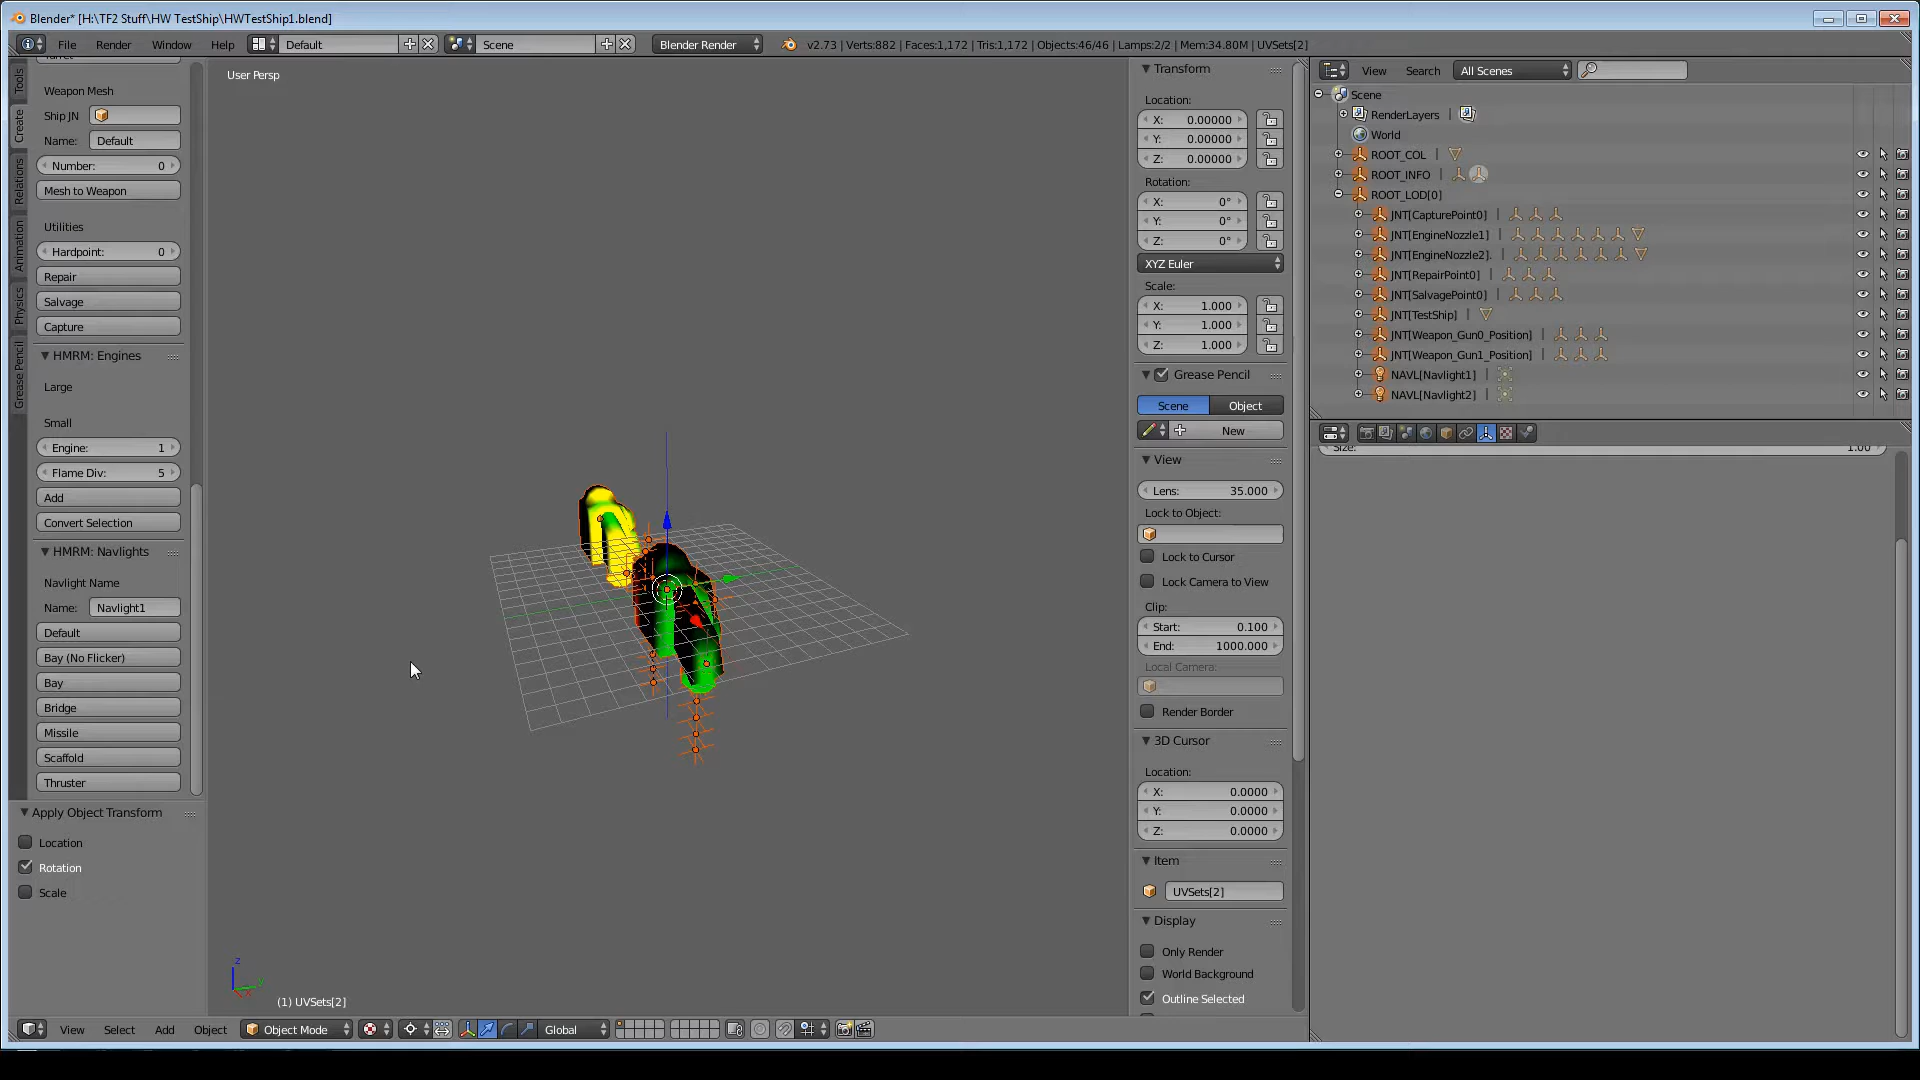 Blender* [H:\TF2 Stuff\HW TestShip\HWTestShip1.blend]
File Render Window Help Default Scene Blender Render v2.73 | Verts:882 | Faces:1,172 | Tris:1,172 | Objects:46/46 | Lamps:2/2 | Mem:34.80M | UVSets[2]
Tools
Create
Relations
Animation
Physics
Grease Pencil
Weapon Mesh
Ship JN
Name: Default
Number: 0
Mesh to Weapon
Utilities
Hardpoint: 0
Repair
Salvage
Capture
HMRM: Engines
Large
Small
Engine: 1
Flame Div: 5
Add
Convert Selection
HMRM: Navlights
Navlight Name
Name: Navlight1
Default
Bay (No Flicker)
Bay
Bridge
Missile
Scaffold
Thruster
Apply Object Transform
Location
Rotation
Scale
User Persp
z
y
x
(1) UVSets[2]
View Select Add Object Object Mode Global
Transform
Location:
X: 0.00000
Y: 0.00000
Z: 0.00000
Rotation:
X: 0°
Y: 0°
Z: 0°
XYZ Euler
Scale:
X: 1.000
Y: 1.000
Z: 1.000
Grease Pencil
Scene Object
New
View
Lens: 35.000
Lock to Object:
Lock to Cursor
Lock Camera to View
Clip:
Start: 0.100
End: 1000.000
Local Camera:
Render Border
3D Cursor
Location:
X: 0.0000
Y: 0.0000
Z: 0.0000
Item
UVSets[2]
Display
Only Render
World Background
Outline Selected
View Search All Scenes
Scene
RenderLayers
World
ROOT_COL
ROOT_INFO
ROOT_LOD[0]
JNT[CapturePoint0]
JNT[EngineNozzle1]
JNT[EngineNozzle2].
JNT[RepairPoint0]
JNT[SalvagePoint0]
JNT[TestShip]
JNT[Weapon_Gun0_Position]
JNT[Weapon_Gun1_Position]
NAVL[Navlight1]
NAVL[Navlight2]
Size: 1.00